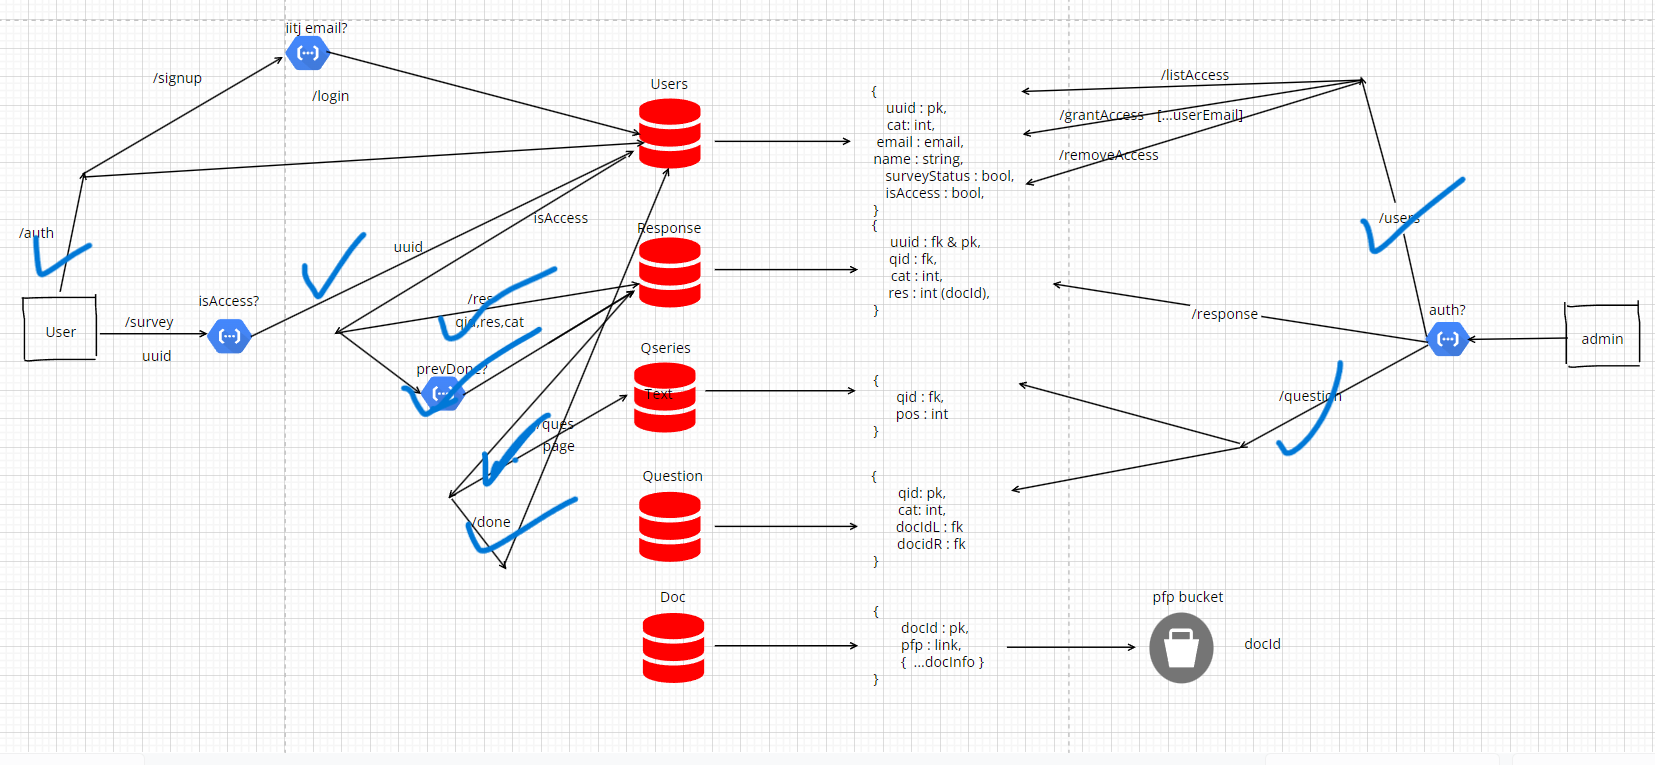 iitj email?
/signup
/login
Users
/auth
uuid
isAccess
User
/survey
uuid
isAccess?
/res
qid,res,cat
prevDone?
/ques
page
/done
Response
Qseries
Text
Question
Doc
{
uuid : pk,
cat: int,
email : email,
name : string,
surveyStatus : bool,
isAccess : bool,
}
{
uuid : fk & pk,
qid : fk,
cat : int,
res : int (docId),
}
{
qid : fk,
pos : int
}
{
qid: pk,
cat: int,
docIdL : fk
docidR : fk
}
{
docId : pk,
pfp : link,
{ ...docInfo }
}
/listAccess
/grantAccess [...userEmail]
/removeAccess
/users
auth?
/response
admin
/question
pfp bucket
docId